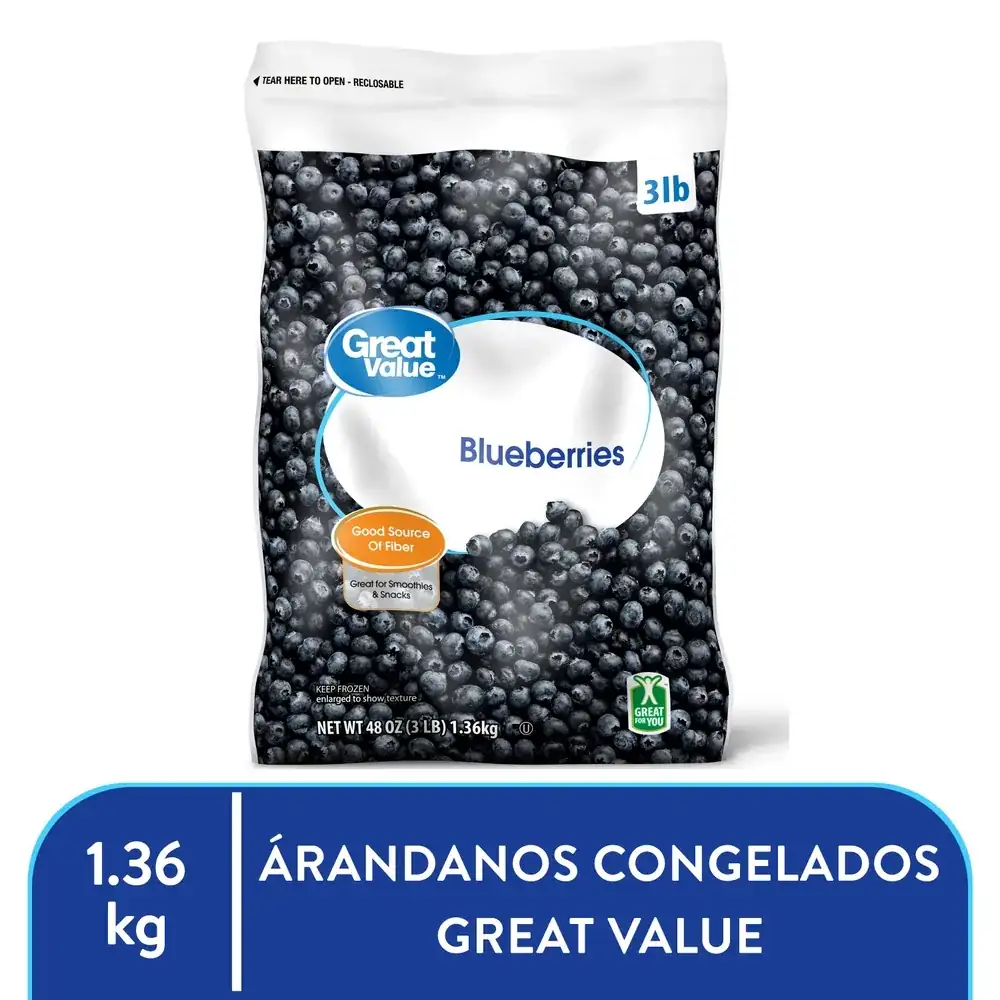 TEAR HERE TO OPEN - RECLOSABLE
3lb
Great
Value™
Blueberries
Good Source
Of Fiber
Great for Smoothies
& Snacks
KEEP FROZEN
enlarged to show texture
NET WT 48 OZ (3 LB) 1.36kg
U
GREAT
FOR YOU
1.36
kg
ÁRANDANOS CONGELADOS
GREAT VALUE